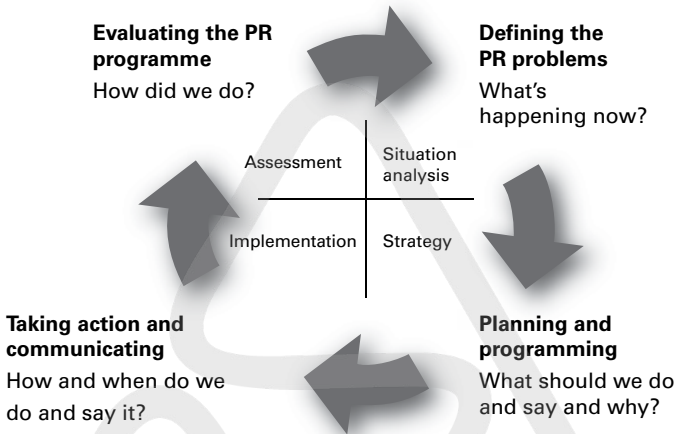 Evaluating the PR
programme
How did we do?
Defining the
PR problems
What's
happening now?
Assessment
Situation
analysis
Implementation
Strategy
Taking action and
communicating
How and when do we
do and say it?
Planning and
programming
What should we do
and say and why?